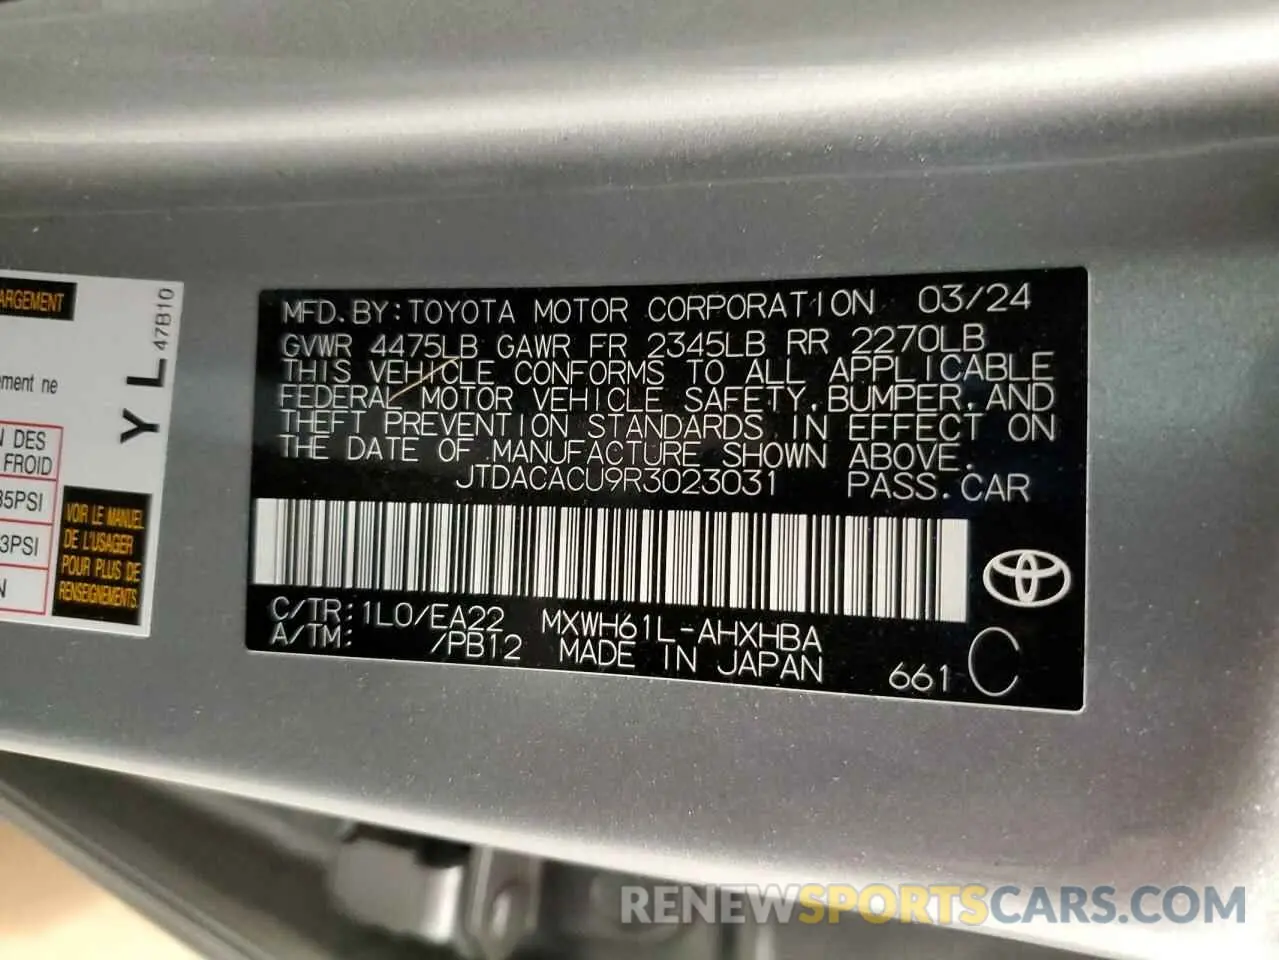 ARGEMENT
47B10
YL
ement ne
N DES
FROID
35PSI
3PSI
N
VOIR LE MANUEL
DE L'USAGER
POUR PLUS DE
RENSEIGNEMENTS.
MFD. BY: TOYOTA MOTOR CORPORATION 03/24
GVWR 4475LB GAWR FR 2345LB RR 2270LB
THIS VEHICLE CONFORMS TO ALL APPLICABLE
FEDERAL MOTOR VEHICLE SAFETY, BUMPER, AND
THEFT PREVENTION STANDARDS IN EFFECT ON
THE DATE OF MANUFACTURE SHOWN ABOVE.
JTDACACU9R3023031 PASS. CAR
C/TR: 1L0/EA22 MXWH61L-AHXHBA
A/TM: /PB12 MADE IN JAPAN 661 C
RENEWSPORTSCARS.COM